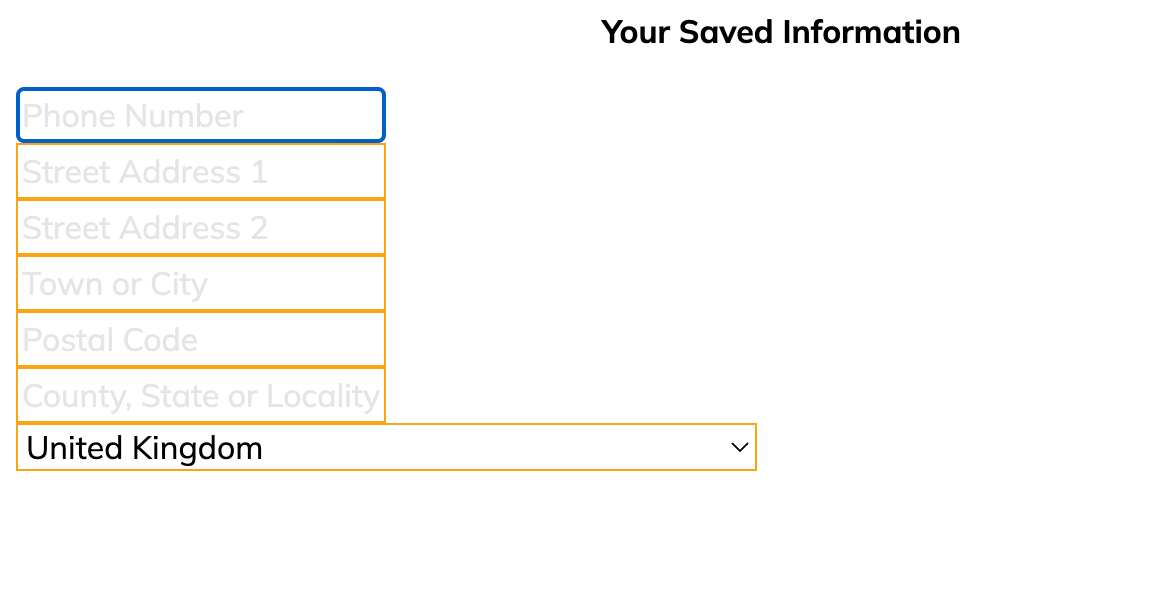 Your Saved Information
Phone Number
Street Address 1
Street Address 2
Town or City
Postal Code
County, State or Locality
United Kingdom